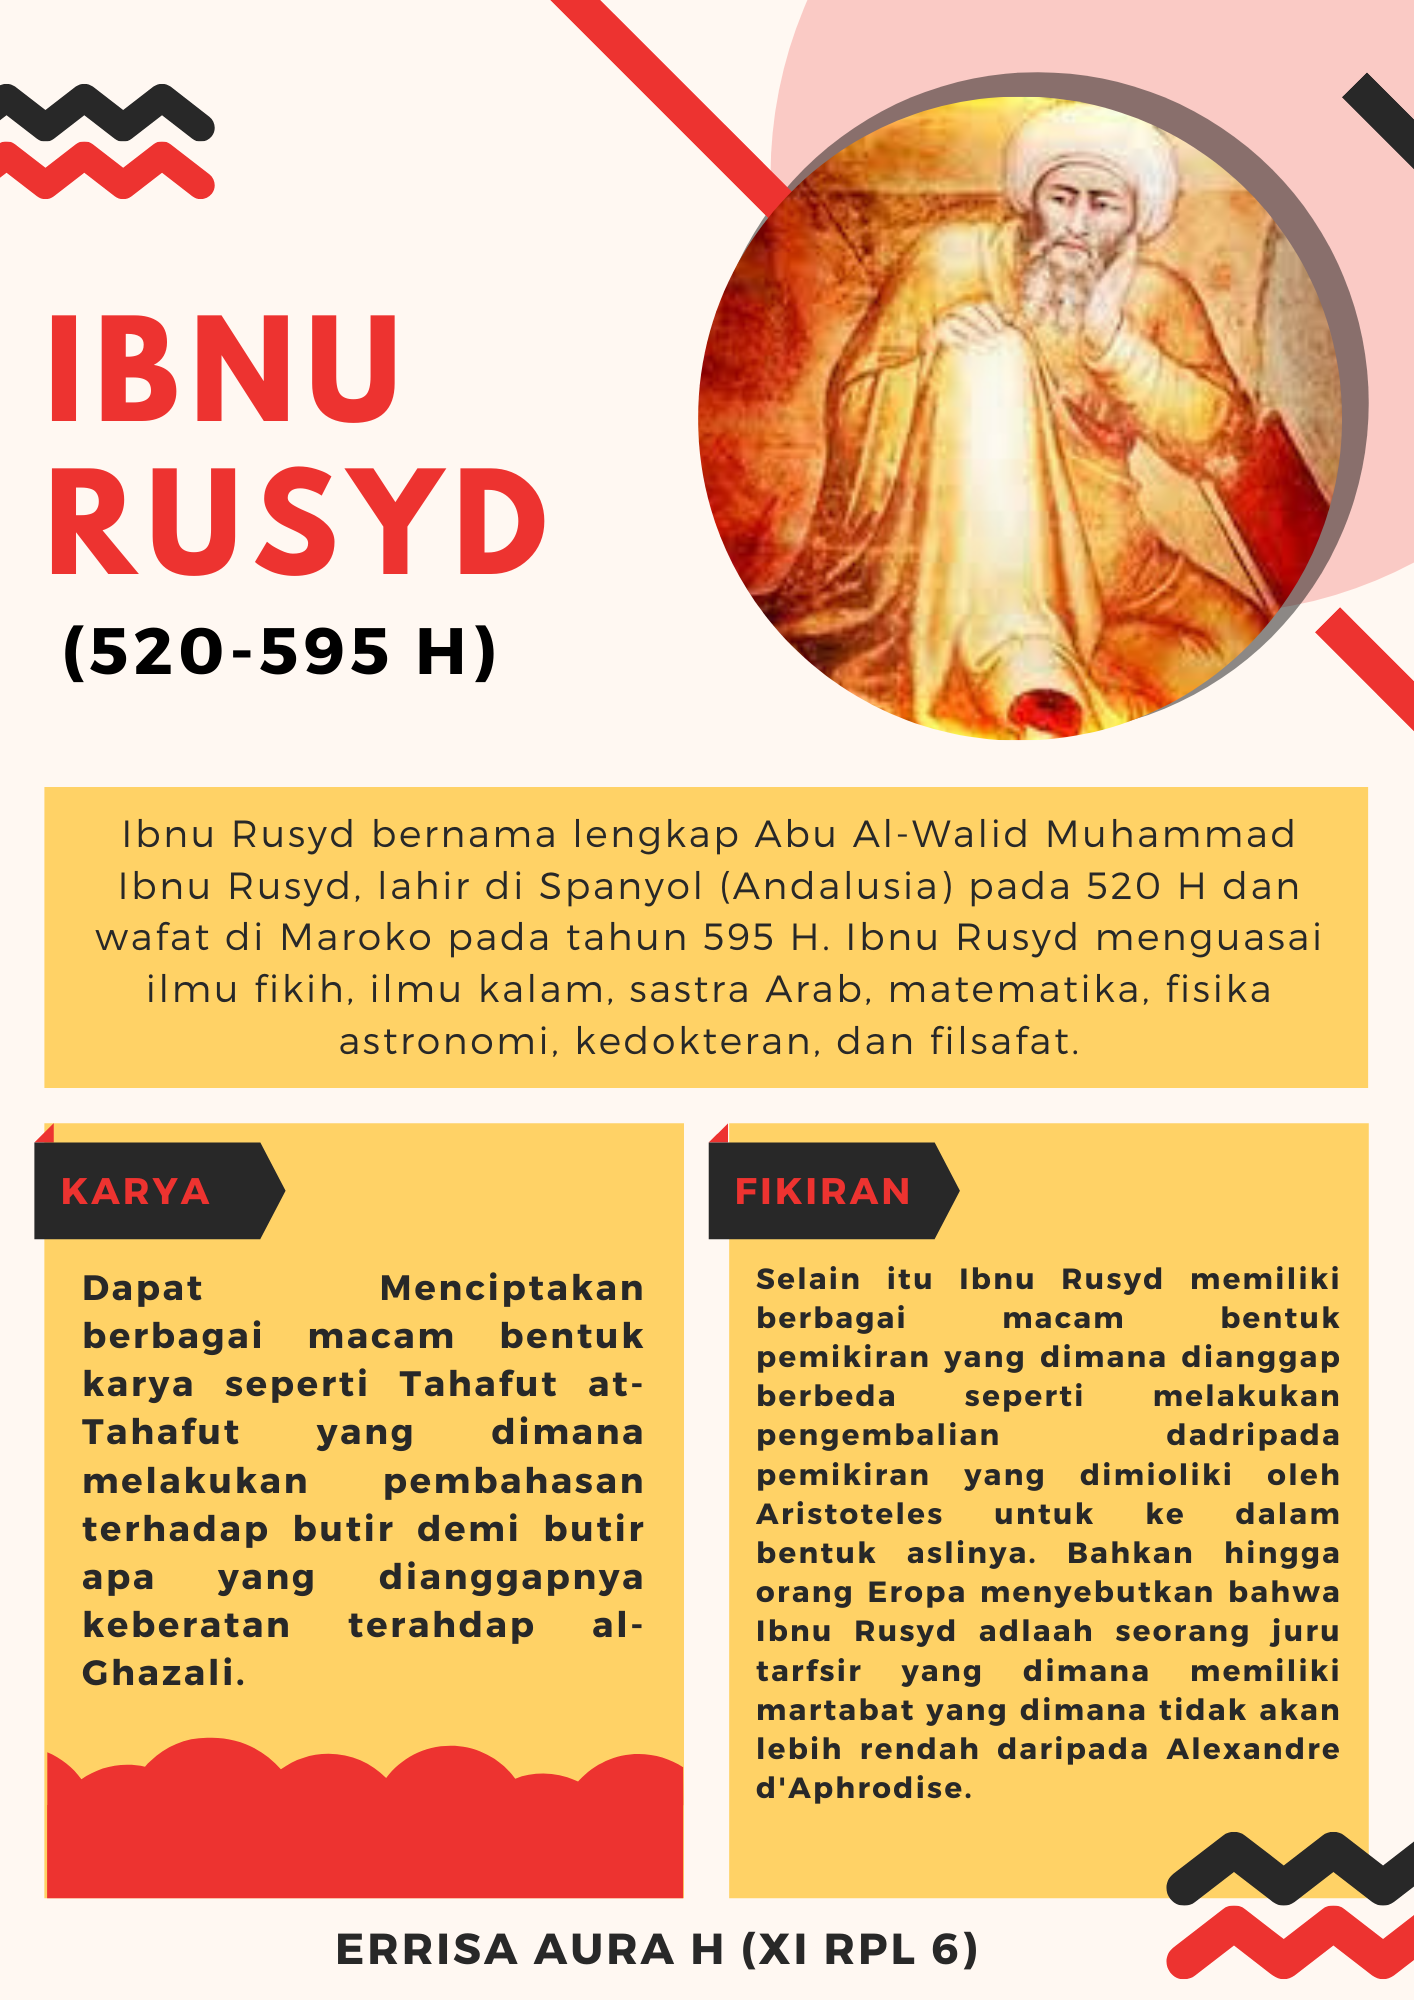 IBNU
RUSYD
(520-595 H)
Ibnu Rusyd bernama lengkap Abu Al-Walid Muhammad
Ibnu Rusyd, lahir di Spanyol (Andalusia) pada 520 H dan
wafat di Maroko pada tahun 595 H. Ibnu Rusyd menguasai
ilmu fikih, ilmu kalam, sastra Arab, matematika, fisika
astronomi, kedokteran, dan filsafat.
KARYA
Dapat Menciptakan
berbagai macam bentuk
karya seperti Tahafut at-
Tahafut yang dimana
melakukan pembahasan
terhadap butir demi butir
apa yang dianggapnya
keberatan terahdap al-
Ghazali.
FIKIRAN
Selain itu Ibnu Rusyd memiliki
berbagai macam bentuk
pemikiran yang dimana dianggap
berbeda seperti melakukan
pengembalian dadripada
pemikiran yang dimioliki oleh
Aristoteles untuk ke dalam
bentuk aslinya. Bahkan hingga
orang Eropa menyebutkan bahwa
Ibnu Rusyd adlaah seorang juru
tarfsir yang dimana memiliki
martabat yang dimana tidak akan
lebih rendah daripada Alexandre
d'Aphrodise.
ERRISA AURA H (XI RPL 6)